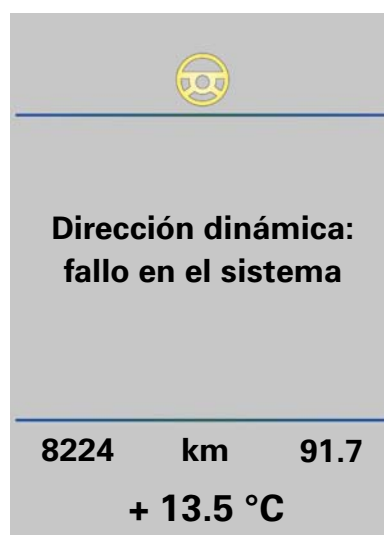 Dirección dinámica:
fallo en el sistema
8224 km 91.7
+ 13.5 °C